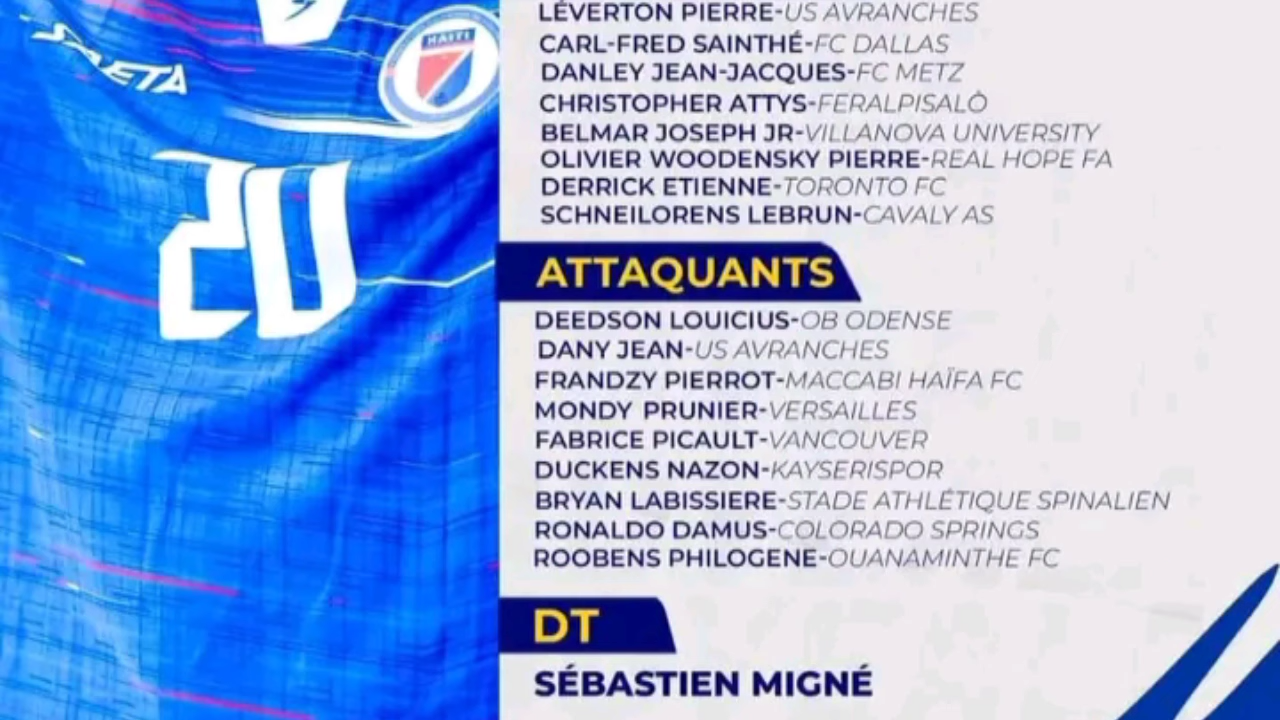 SALETA
HAITI
20
LÉVERTON PIERRE-US AVRANCHES
CARL-FRED SAINTHÉ-FC DALLAS
DANLEY JEAN-JACQUES-FC METZ
CHRISTOPHER ATTYS-FERALPISALÒ
BELMAR JOSEPH JR-VILLANOVA UNIVERSITY
OLIVIER WOODENSKY PIERRE-REAL HOPE FA
DERRICK ETIENNE-TORONTO FC
SCHNEILORENS LEBRUN-CAVALY AS
ATTAQUANTS
DEEDSON LOUICIUS-OB ODENSE
DANY JEAN-US AVRANCHES
FRANDZY PIERROT-MACCABI HAÏFA FC
MONDY PRUNIER-VERSAILLES
FABRICE PICAULT-VANCOUVER
DUCKENS NAZON-KAYSERISPOR
BRYAN LABISSIERE-STADE ATHLÉTIQUE SPINALIEN
RONALDO DAMUS-COLORADO SPRINGS
ROOBENS PHILOGENE-OUANAMINTHE FC
DT
SÉBASTIEN MIGNÉ